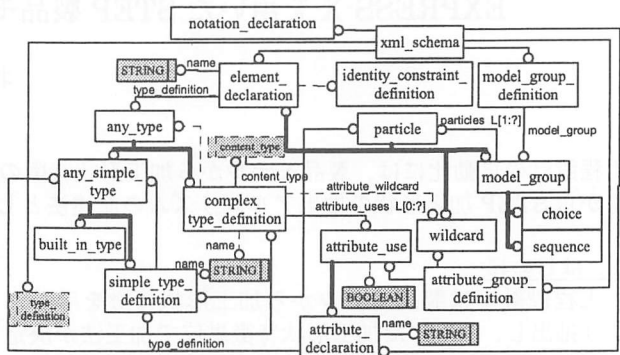 notation_declaration
xml_schema
STRING
name
element_
declaration
identity_constraint_
definition
model_group_
definition
type_definition
any_type
particle
particles L[1:?]
model_group
content_type
any_simple_
type
content_type
model_group
complex_
type_definition
attribute_wildcard
attribute_uses L[0:?]
choice
built_in_type
name
attribute_use
wildcard
sequence
simple_type_
definition
name
STRING
attribute_group_
definition
type_
definition
BOOLEAN
type_definition
attribute_
declaration
name
STRING